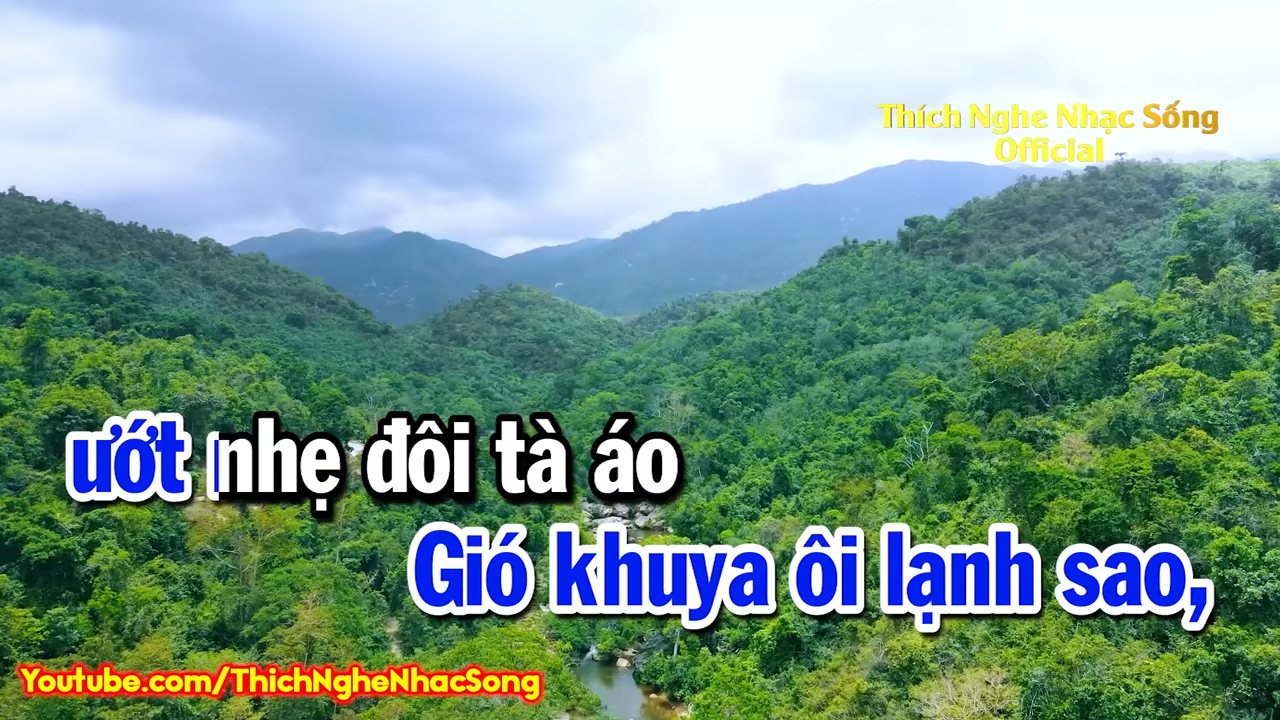 Thích Nghe Nhạc Sống
Official
ướt nhẹ đôi tà áo
Gió khuya ôi lạnh sao,
Youtube.com/ThichNgheNhacSong